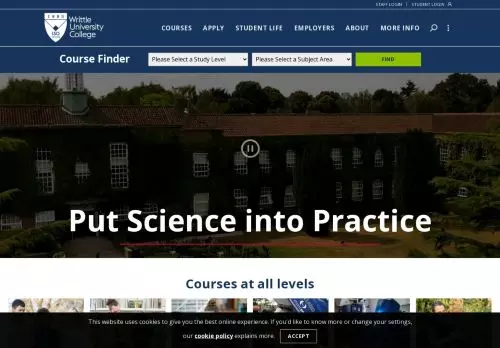 STAFF LOGIN | STUDENT LOGIN
Writtle
University
College
COURSES APPLY STUDENT LIFE EMPLOYERS ABOUT MORE INFO
Course Finder Please Select a Study Level Please Select a Subject Area FIND
Put Science into Practice
Courses at all levels
This website uses cookies to give you the best online experience. If you'd like to know more or change your settings,
our cookie policy explains more. ACCEPT